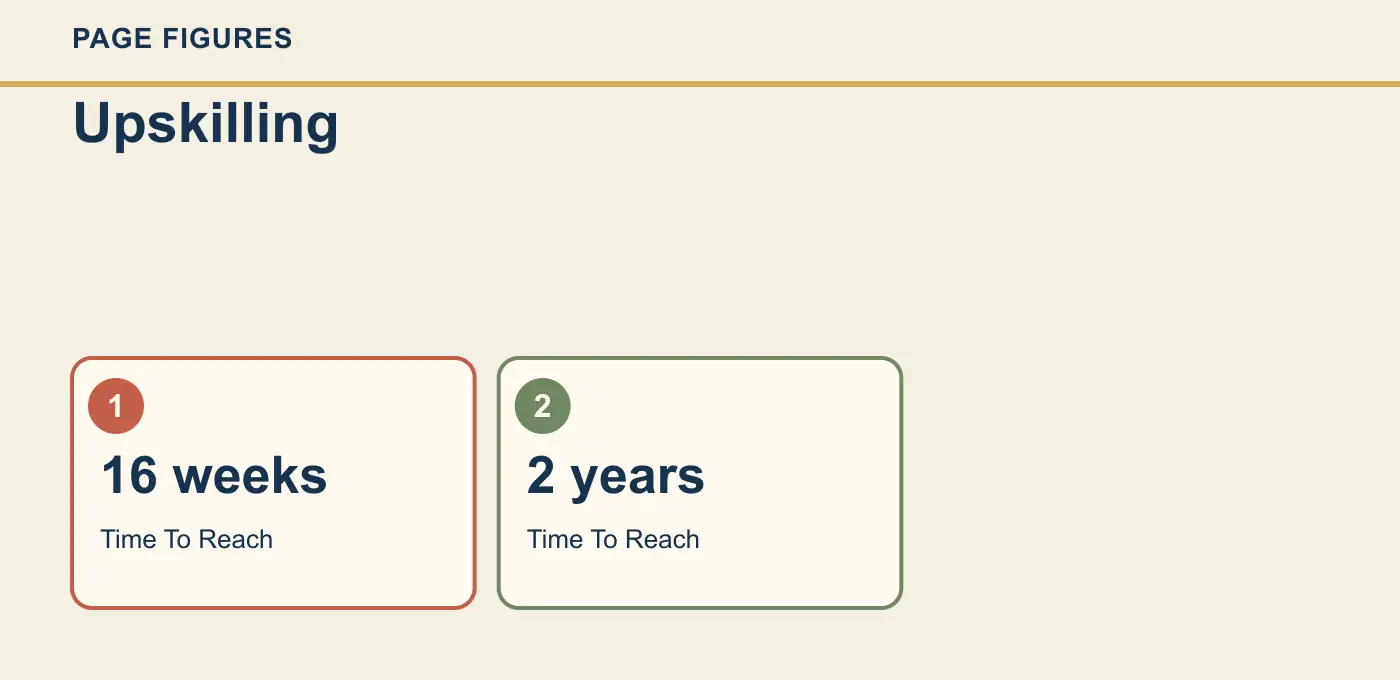 PAGE FIGURES
Upskilling
1
16 weeks
Time To Reach
2
2 years
Time To Reach